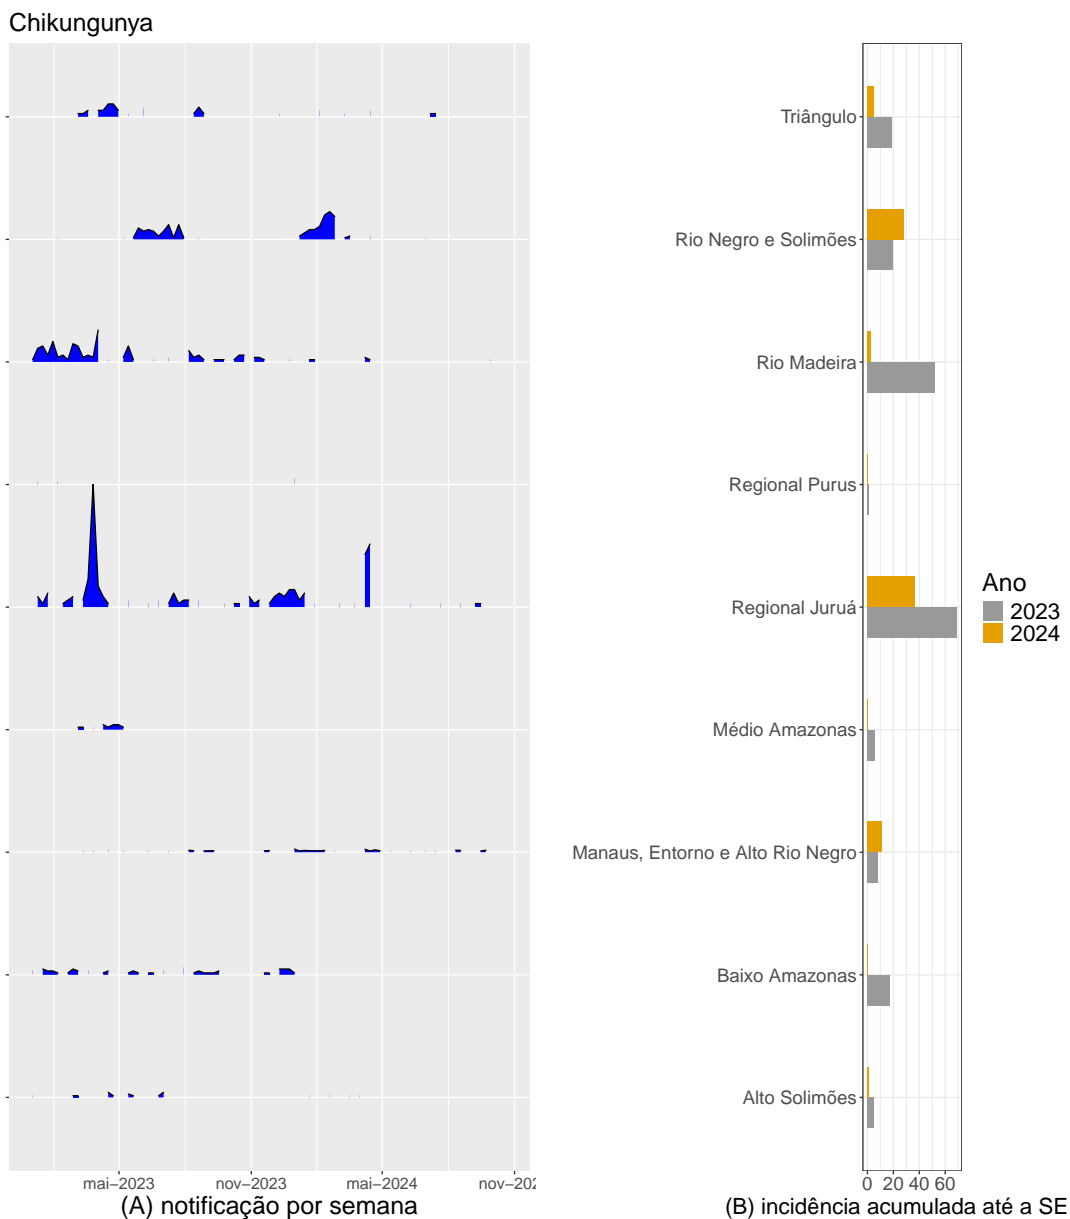 Chikungunya
Triângulo
Rio Negro e Solimões
Rio Madeira
Regional Purus
Regional Juruá
Médio Amazonas
Manaus, Entorno e Alto Rio Negro
Baixo Amazonas
Alto Solimões
Ano
2023
2024
mai−2023 nov−2023 mai−2024 nov−202
0 20 40 60
(A) notificação por semana
(B) incidência acumulada até a SE